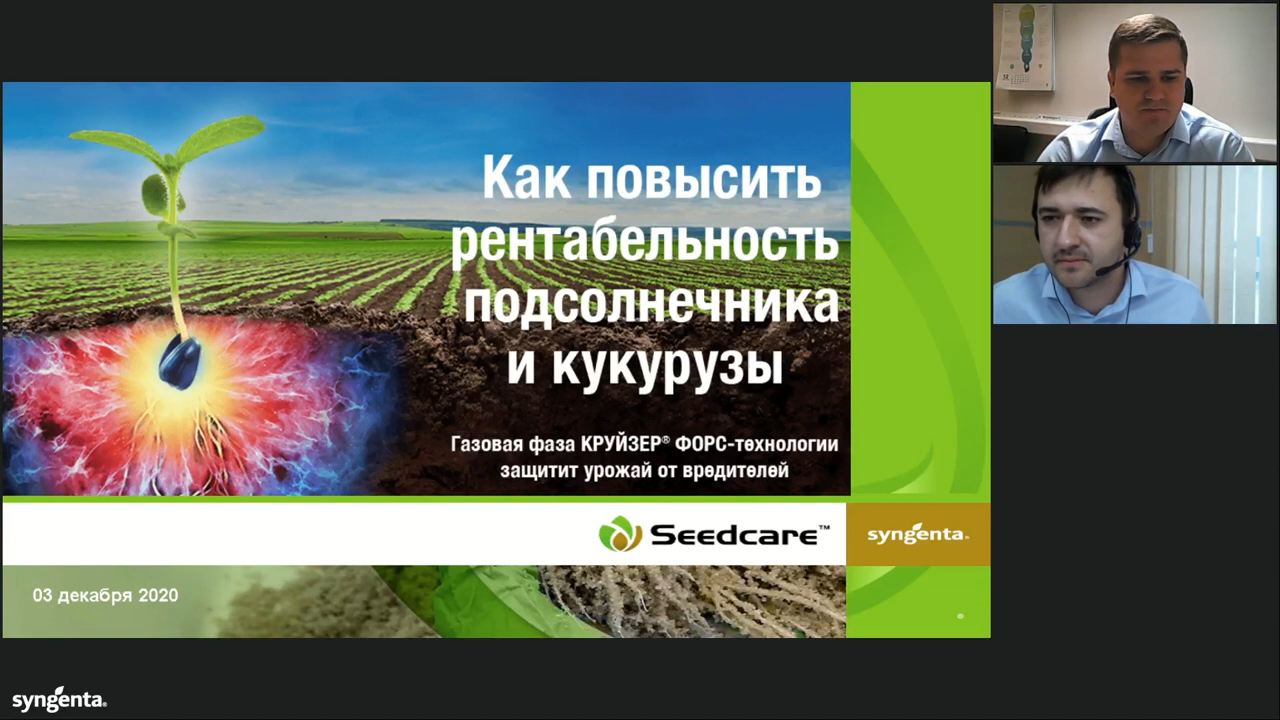 Как повысить
рентабельность
подсолнечника
и кукурузы
Газовая фаза КРУЙЗЕР® ФОРС-технологии
защитит урожай от вредителей
Seedcare™
syngenta®
03 декабря 2020
syngenta®